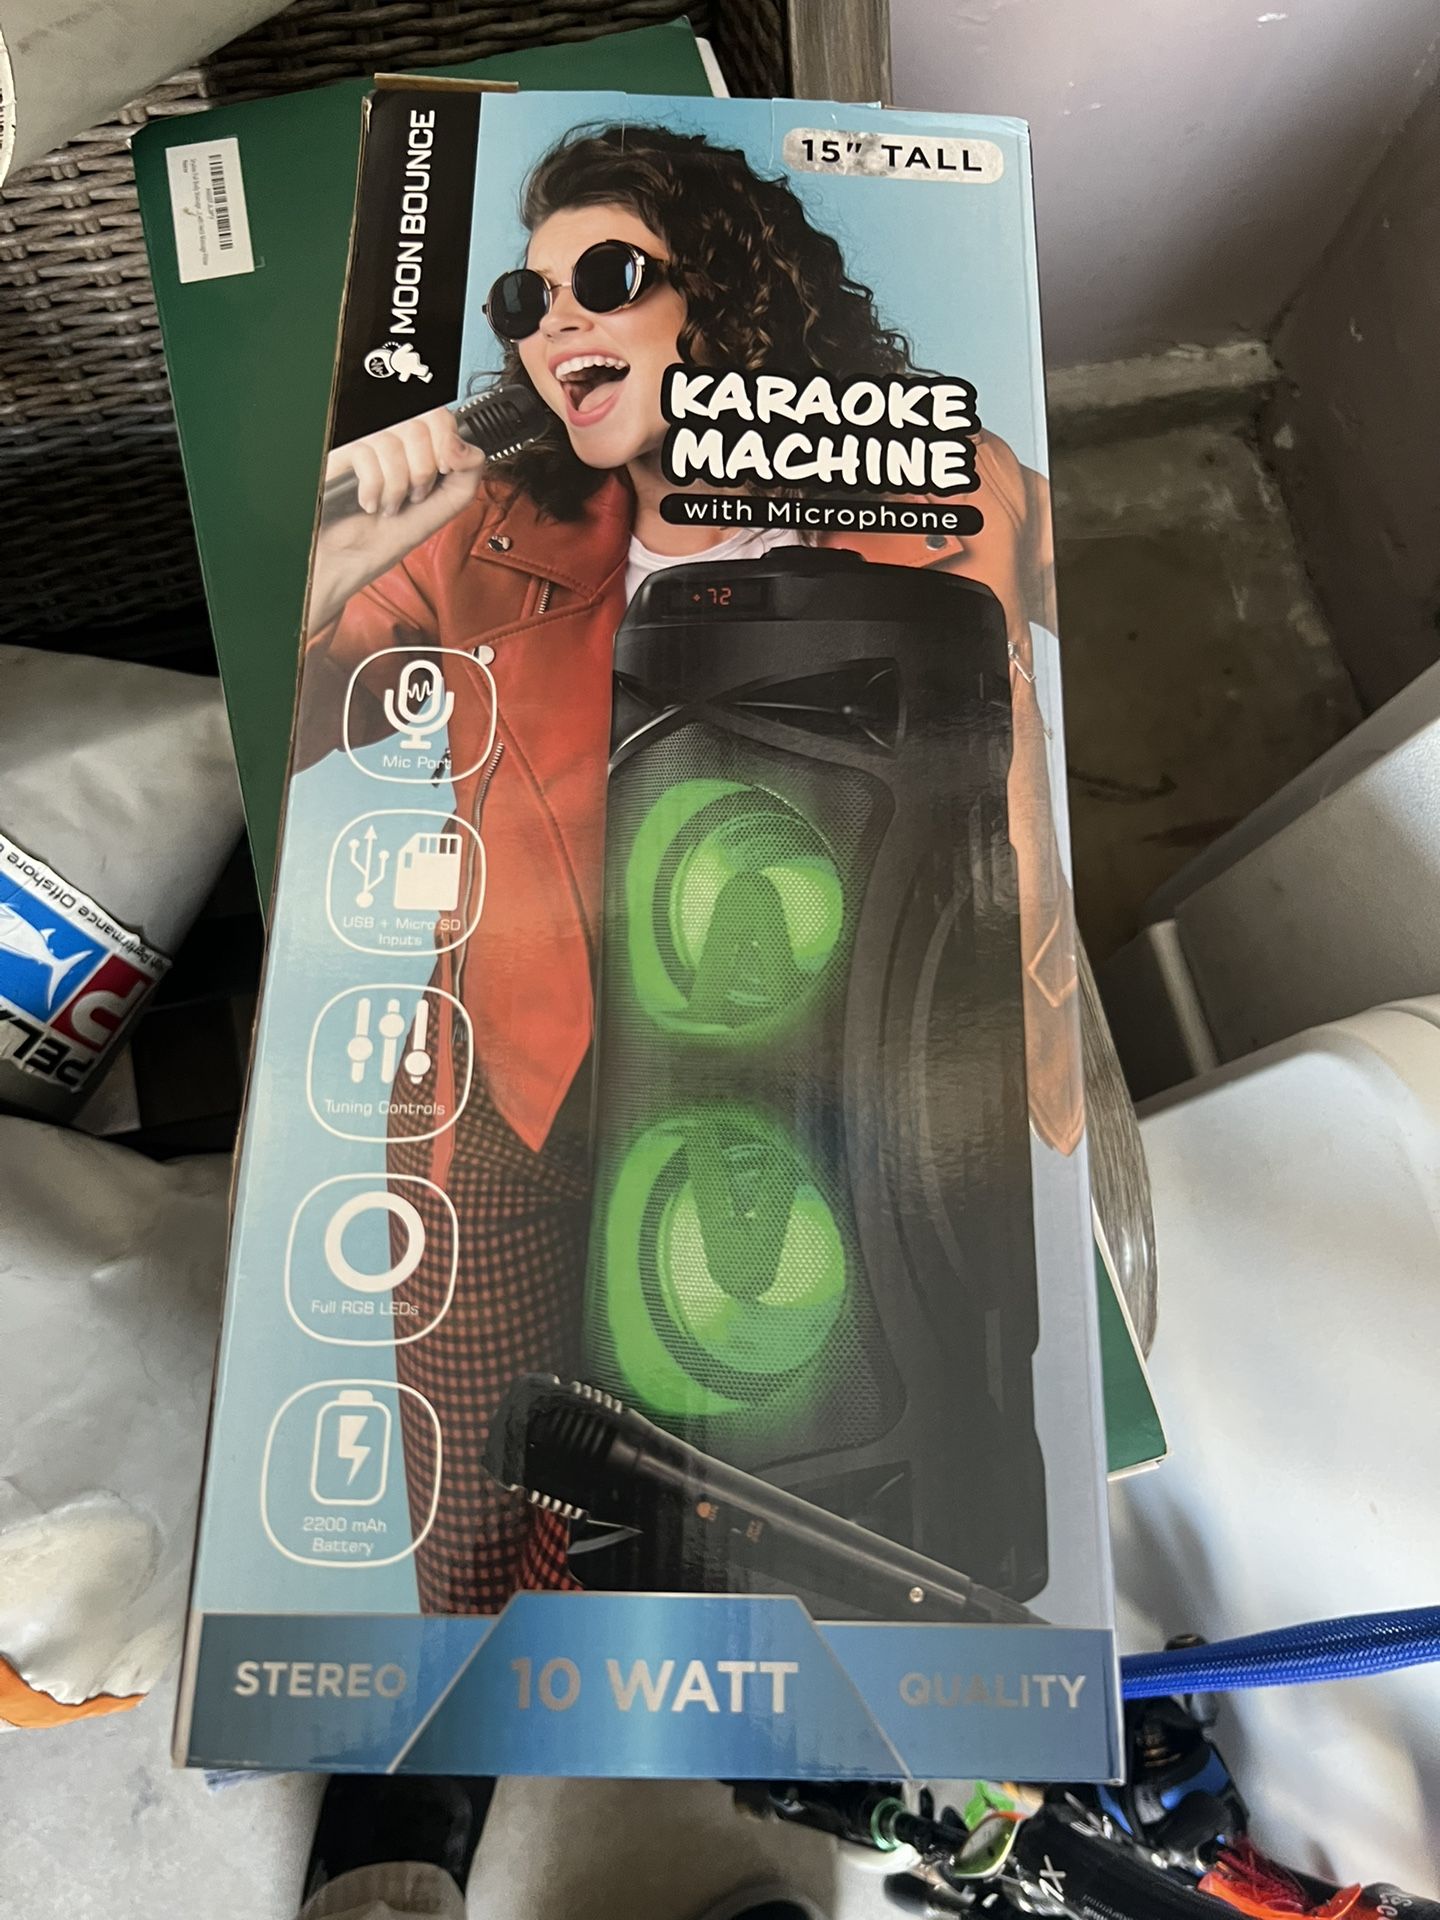 MOON BOUNCE
15" TALL
KARAOKE
MACHINE
with Microphone
72
Mic Port
USB + Micro SD
Inputs
Tuning Controls
Full RGB LEDs
2200 mAh
Battery
STEREO 10 WATT QUALITY